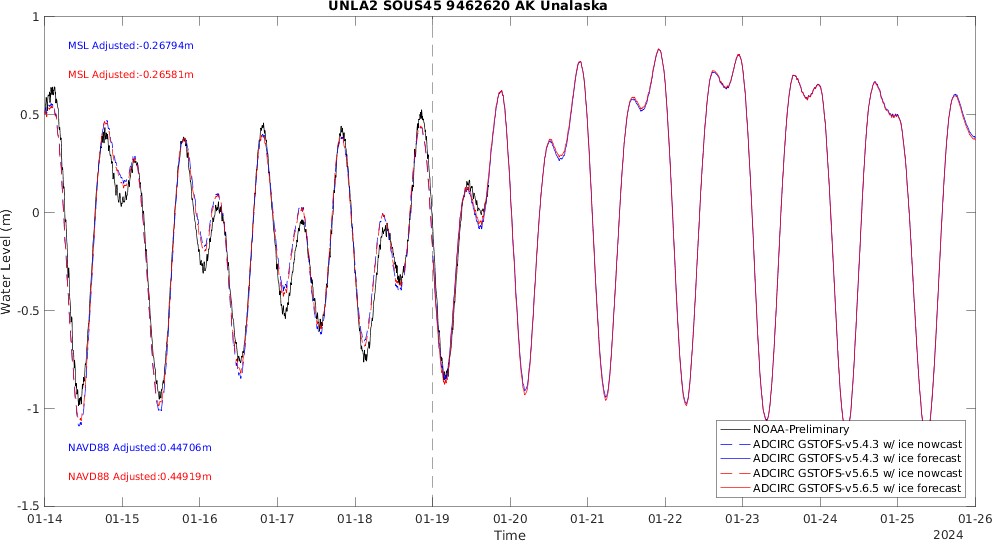 UNLA2 SOUS45 9462620 AK Unalaska
MSL Adjusted:-0.26794m
MSL Adjusted:-0.26581m
NAVD88 Adjusted:0.44706m
NAVD88 Adjusted:0.44919m
Water Level (m)
1
0.5
0
-0.5
-1
-1.5
NOAA-Preliminary
ADCIRC GSTOFS-v5.4.3 w/ ice nowcast
ADCIRC GSTOFS-v5.4.3 w/ ice forecast
ADCIRC GSTOFS-v5.6.5 w/ ice nowcast
ADCIRC GSTOFS-v5.6.5 w/ ice forecast
01-14 01-15 01-16 01-17 01-18 01-19 01-20 01-21 01-22 01-23 01-24 01-25 01-26
Time
2024